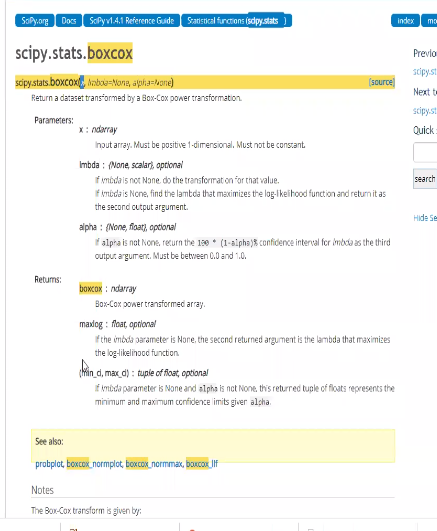 SciPy.org Docs SciPy v1.4.1 Reference Guide Statistical functions (scipy.stats ) index
scipy.stats.boxcox
scipy.stats.boxcox(x, lmbda=None, alpha=None) [source]
Return a dataset transformed by a Box-Cox power transformation.
Parameters:
x : ndarray
Input array. Must be positive 1-dimensional. Must not be constant.
lmbda : {None, scalar}, optional
If lmbda is not None, do the transformation for that value.
If lmbda is None, find the lambda that maximizes the log-likelihood function and return it as
the second output argument.
alpha : {None, float}, optional
If alpha is not None, return the 100 * (1-alpha)% confidence interval for lmbda as the third
output argument. Must be between 0.0 and 1.0.
Returns:
boxcox : ndarray
Box-Cox power transformed array.
maxlog : float, optional
If the lmbda parameter is None, the second returned argument is the lambda that maximizes
the log-likelihood function.
(min_ci, max_ci) : tuple of float, optional
If lmbda parameter is None and alpha is not None, this returned tuple of floats represents the
minimum and maximum confidence limits given alpha.
See also:
probplot, boxcox_normplot, boxcox_normmax, boxcox_llf
Notes
The Box-Cox transform is given by:
Previou
scipy.st
Next t
scipy.st
Quick
search
Hide Se